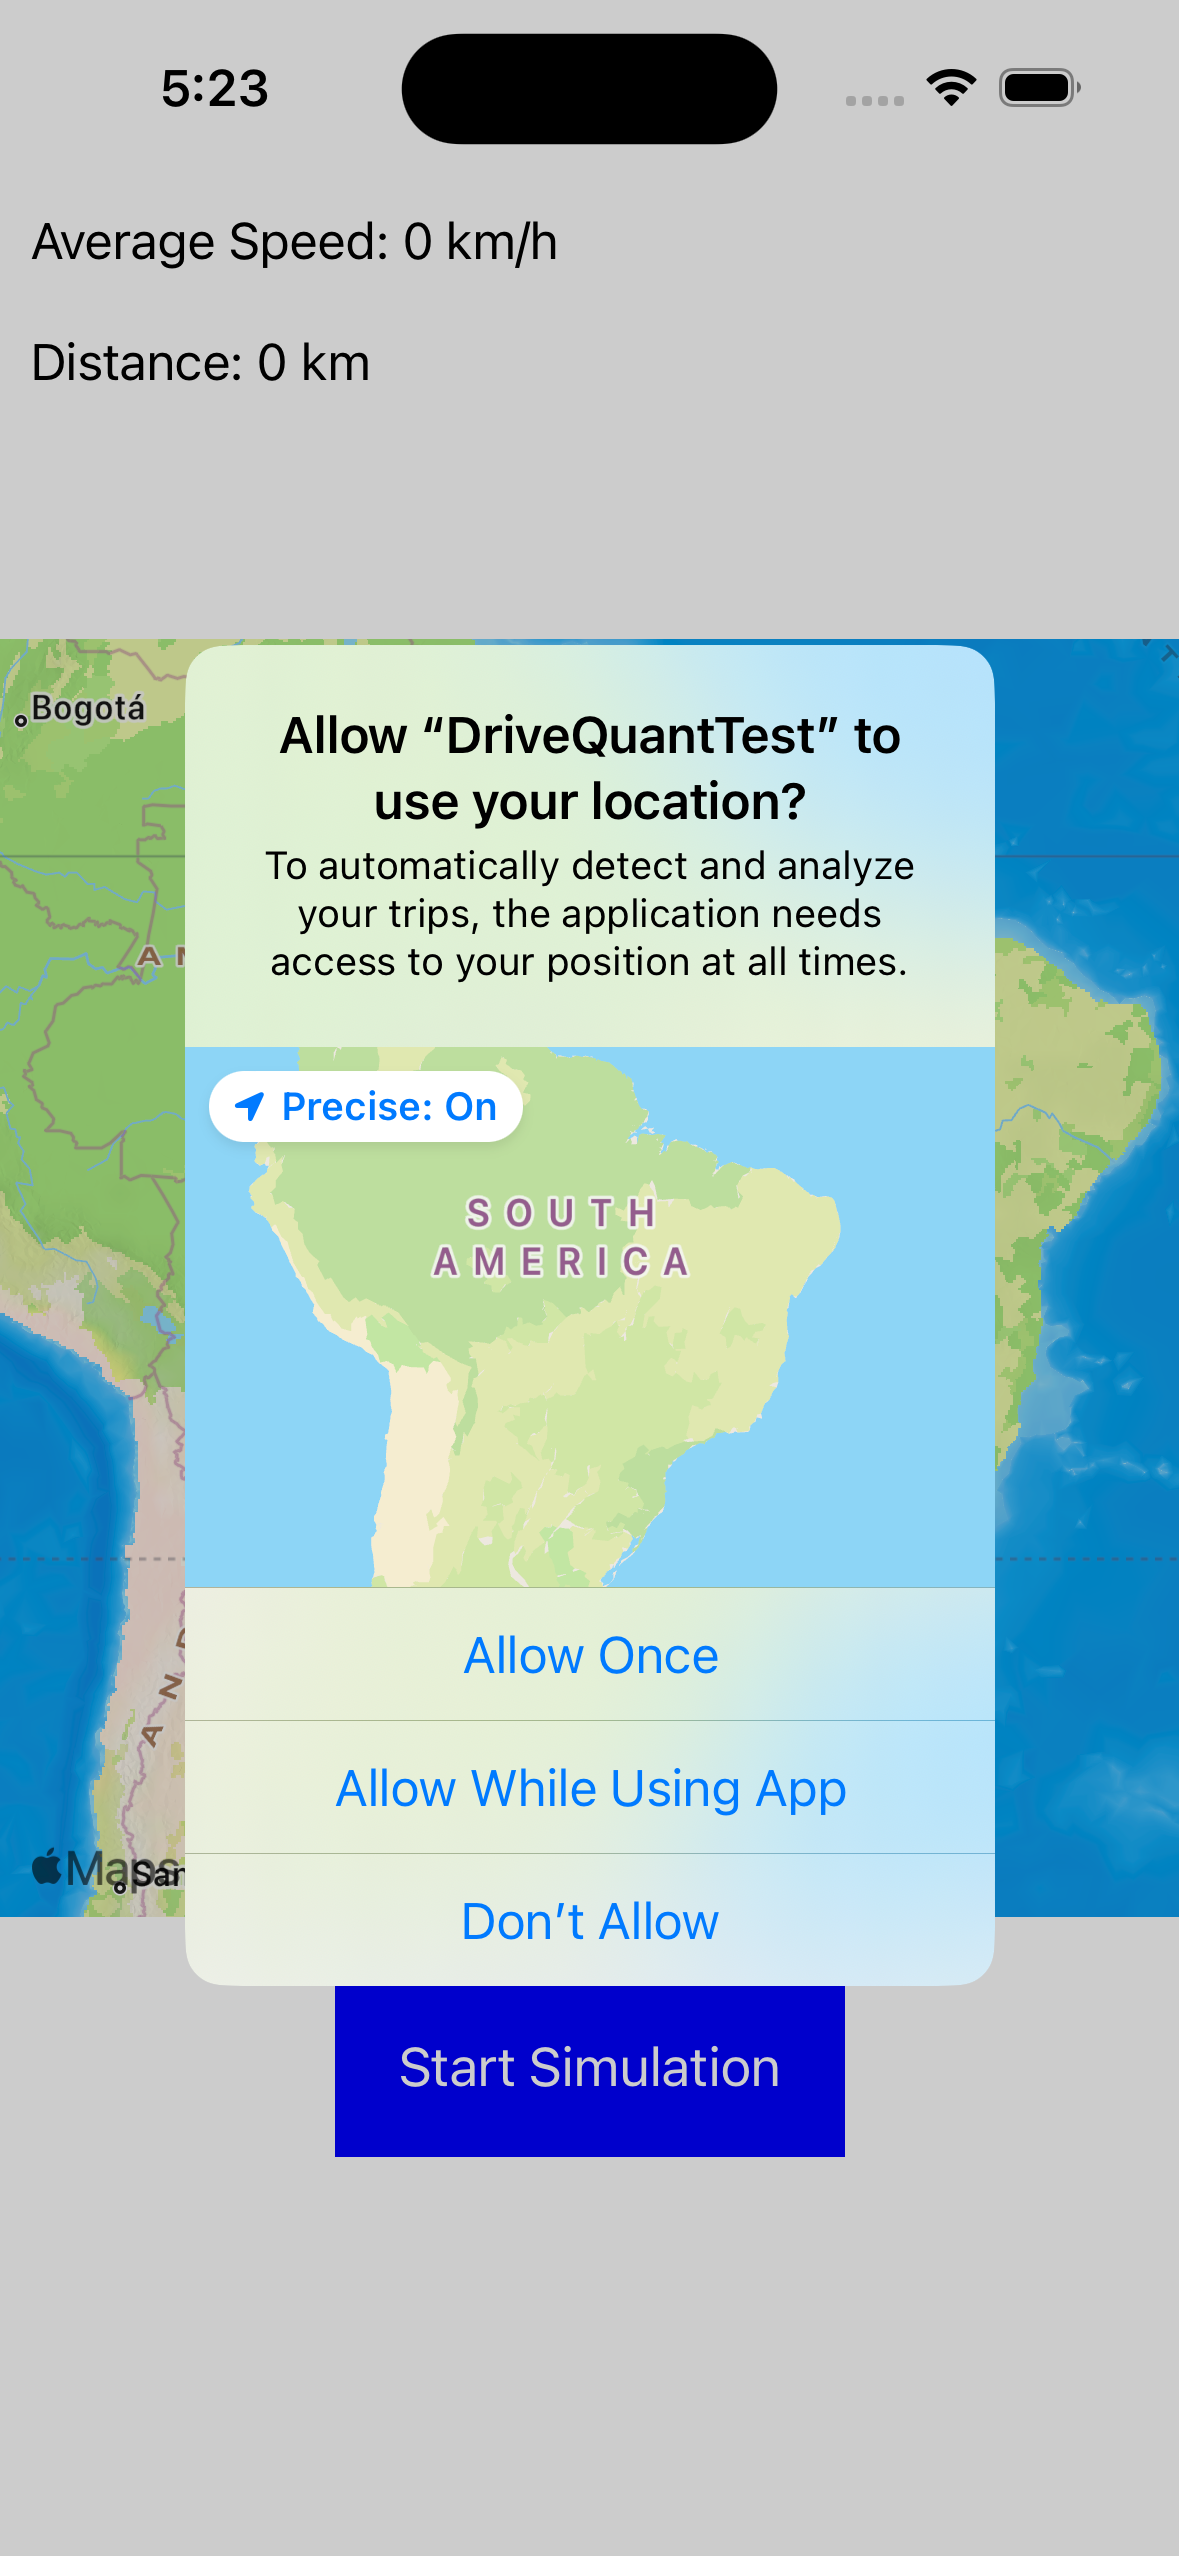 5:23
Average Speed: 0 km/h
Distance: 0 km
Bogotá
Allow “DriveQuantTest” to
use your location?
To automatically detect and analyze
your trips, the application needs
access to your position at all times.
Precise: On
SOUTH
AMERICA
Allow Once
Allow While Using App
Maps
Don’t Allow
Start Simulation